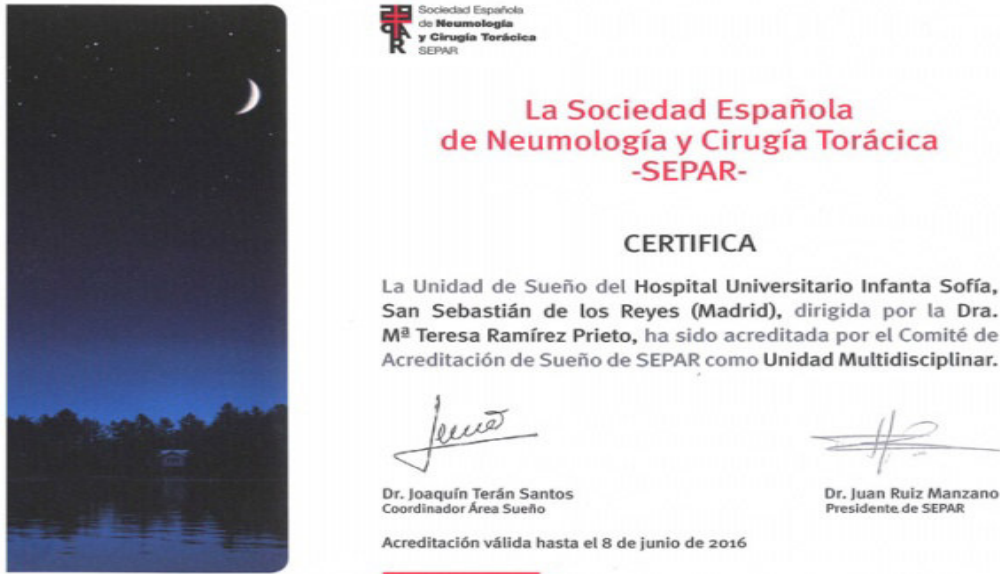 Sociedad Española
de Neumología
y Cirugía Torácica
SEPAR
La Sociedad Española
de Neumología y Cirugía Torácica
-SEPAR-
CERTIFICA
La Unidad de Sueño del Hospital Universitario Infanta Sofía,
San Sebastián de los Reyes (Madrid), dirigida por la Dra.
Mª Teresa Ramírez Prieto, ha sido acreditada por el Comité de
Acreditación de Sueño de SEPAR como Unidad Multidisciplinar.
Dr. Joaquín Terán Santos
Coordinador Área Sueño
Dr. Juan Ruiz Manzano
Presidente de SEPAR
Acreditación válida hasta el 8 de junio de 2016